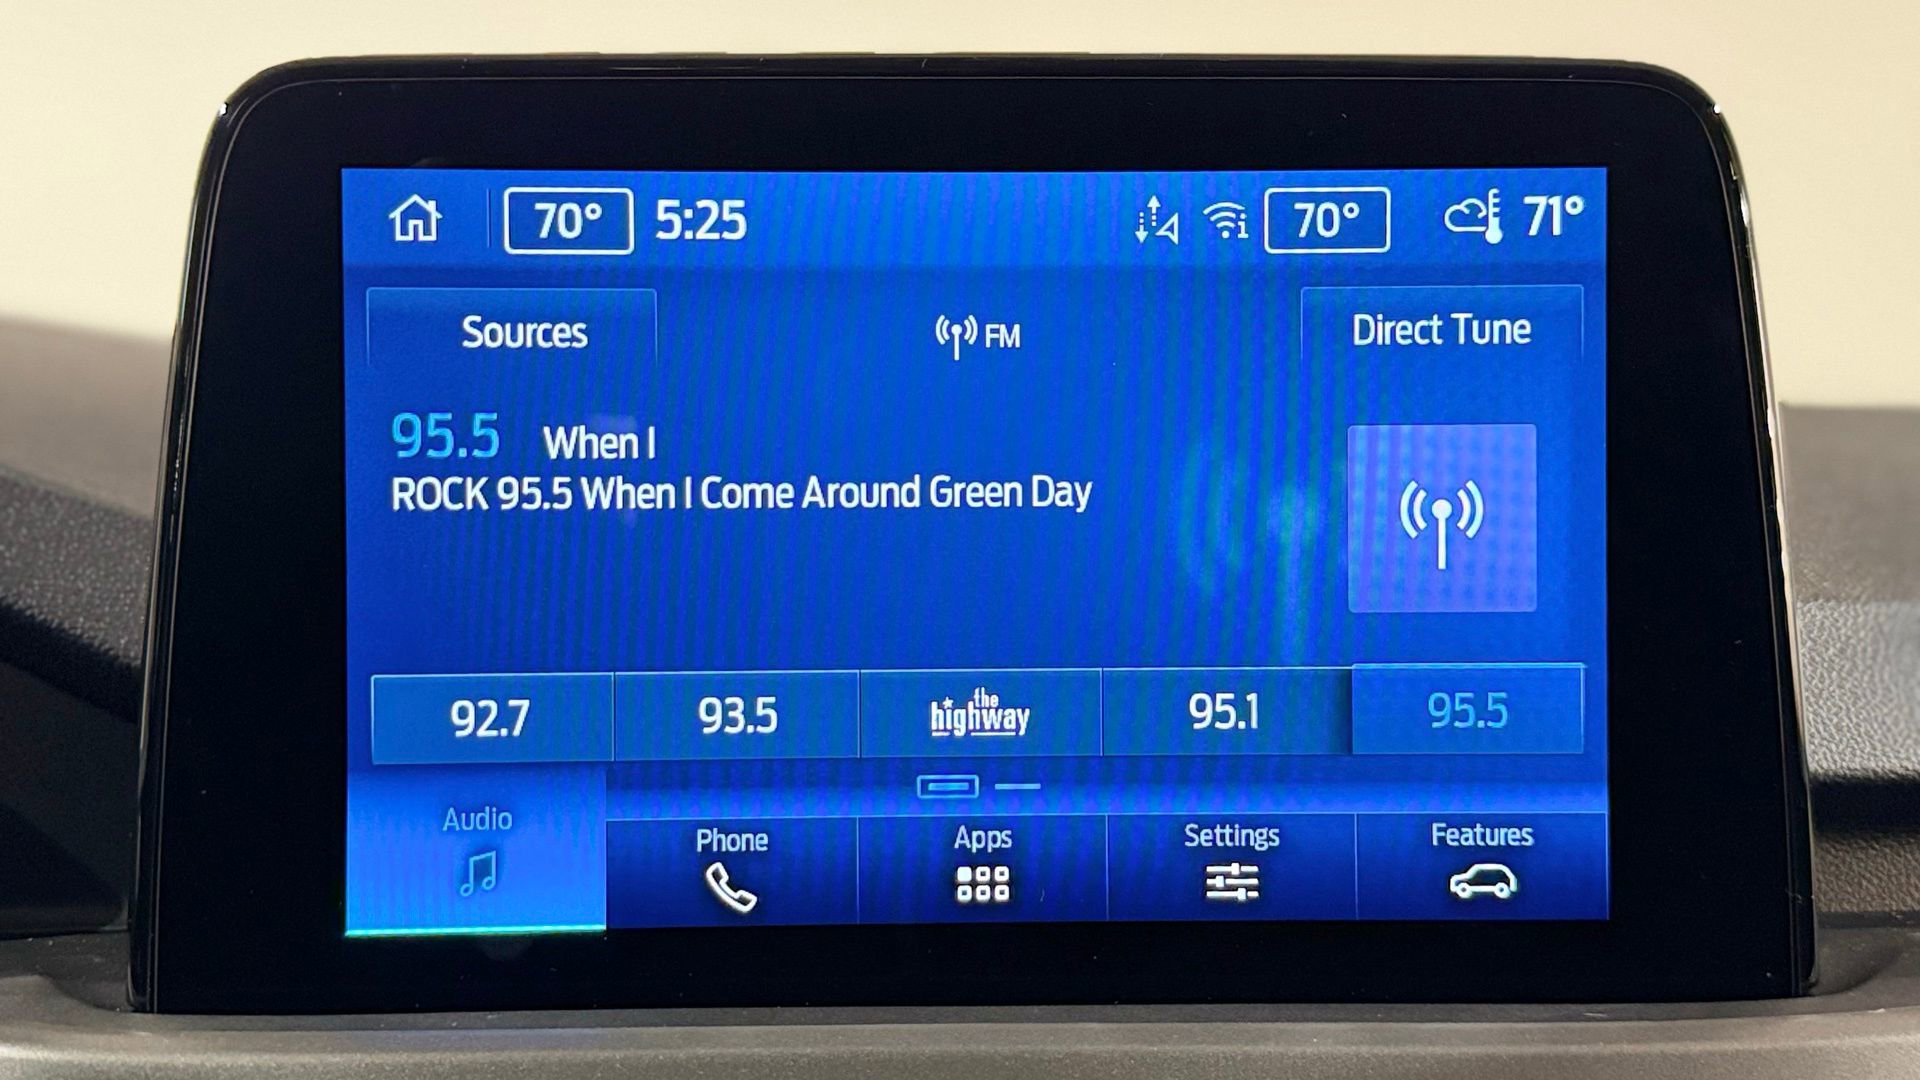 70° 5:25 70° 71°
Sources FM Direct Tune
95.5 When I
ROCK 95.5 When I Come Around Green Day
92.7 93.5 the highway 95.1 95.5
Audio Phone Apps Settings Features